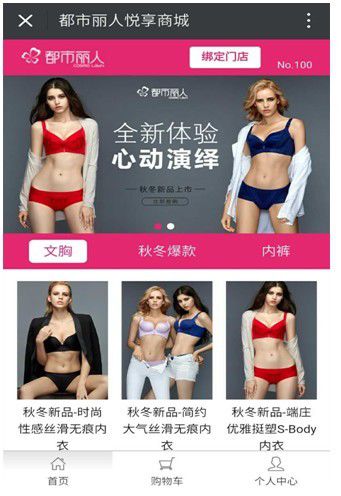 都市丽人悦享商城
都市丽人
COSMO LADY
绑定门店
No.100
都市丽人
全新体验
心动演绎
秋冬新品上市
文胸
秋冬爆款
内裤
秋冬新品-时尚
性感丝滑无痕内
衣
秋冬新品-简约
大气丝滑无痕内
衣
秋冬新品-端庄
优雅挺塑S-Body
内衣
首页
购物车
个人中心